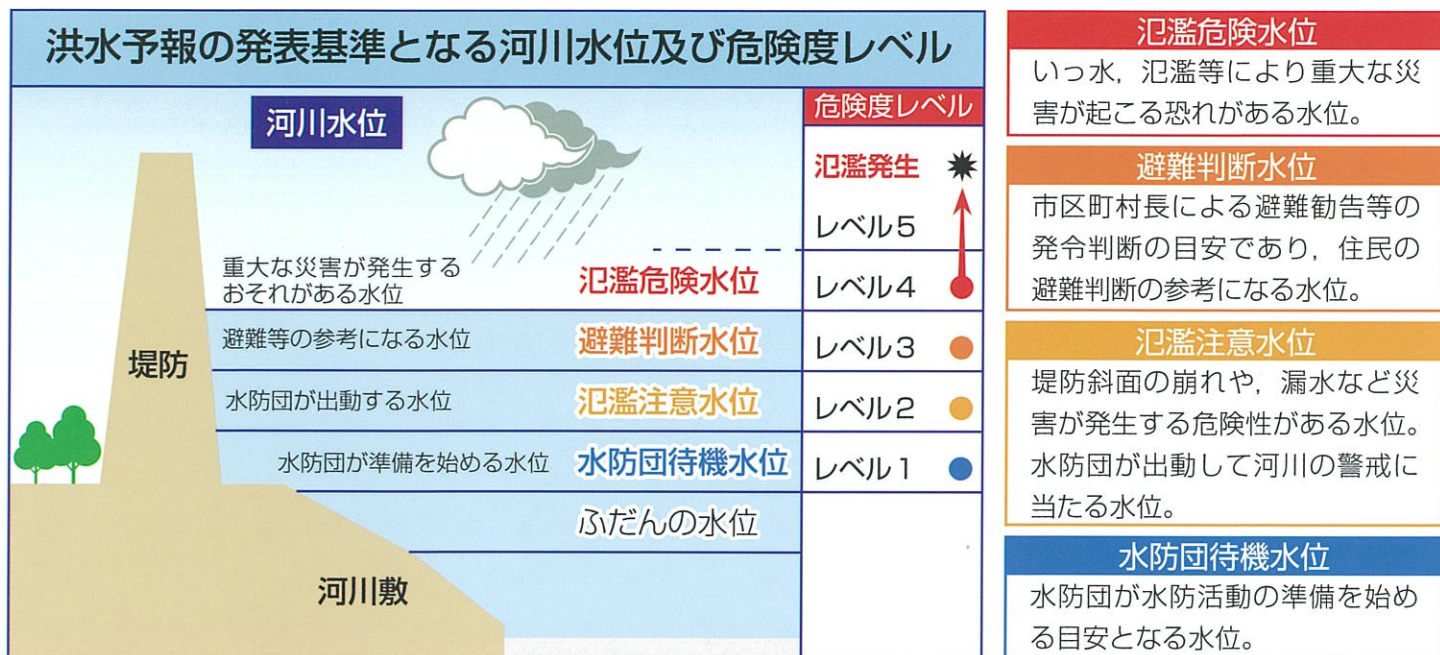 洪水予報の発表基準となる河川水位及び危険度レベル
河川水位
危険度レベル
氾濫発生
レベル5
重大な災害が発生する
おそれがある水位
氾濫危険水位
レベル4
避難等の参考になる水位
避難判断水位
レベル3
水防団が出動する水位
氾濫注意水位
レベル2
水防団が準備を始める水位
水防団待機水位
レベル1
ふだんの水位
堤防
河川敷
氾濫危険水位
いっ水，氾濫等により重大な災
害が起こる恐れがある水位。
避難判断水位
市区町村長による避難勧告等の
発令判断の目安であり，住民の
避難判断の参考になる水位。
氾濫注意水位
堤防斜面の崩れや，漏水など災
害が発生する危険性がある水位。
水防団が出動して河川の警戒に
当たる水位。
水防団待機水位
水防団が水防活動の準備を始め
る目安となる水位。